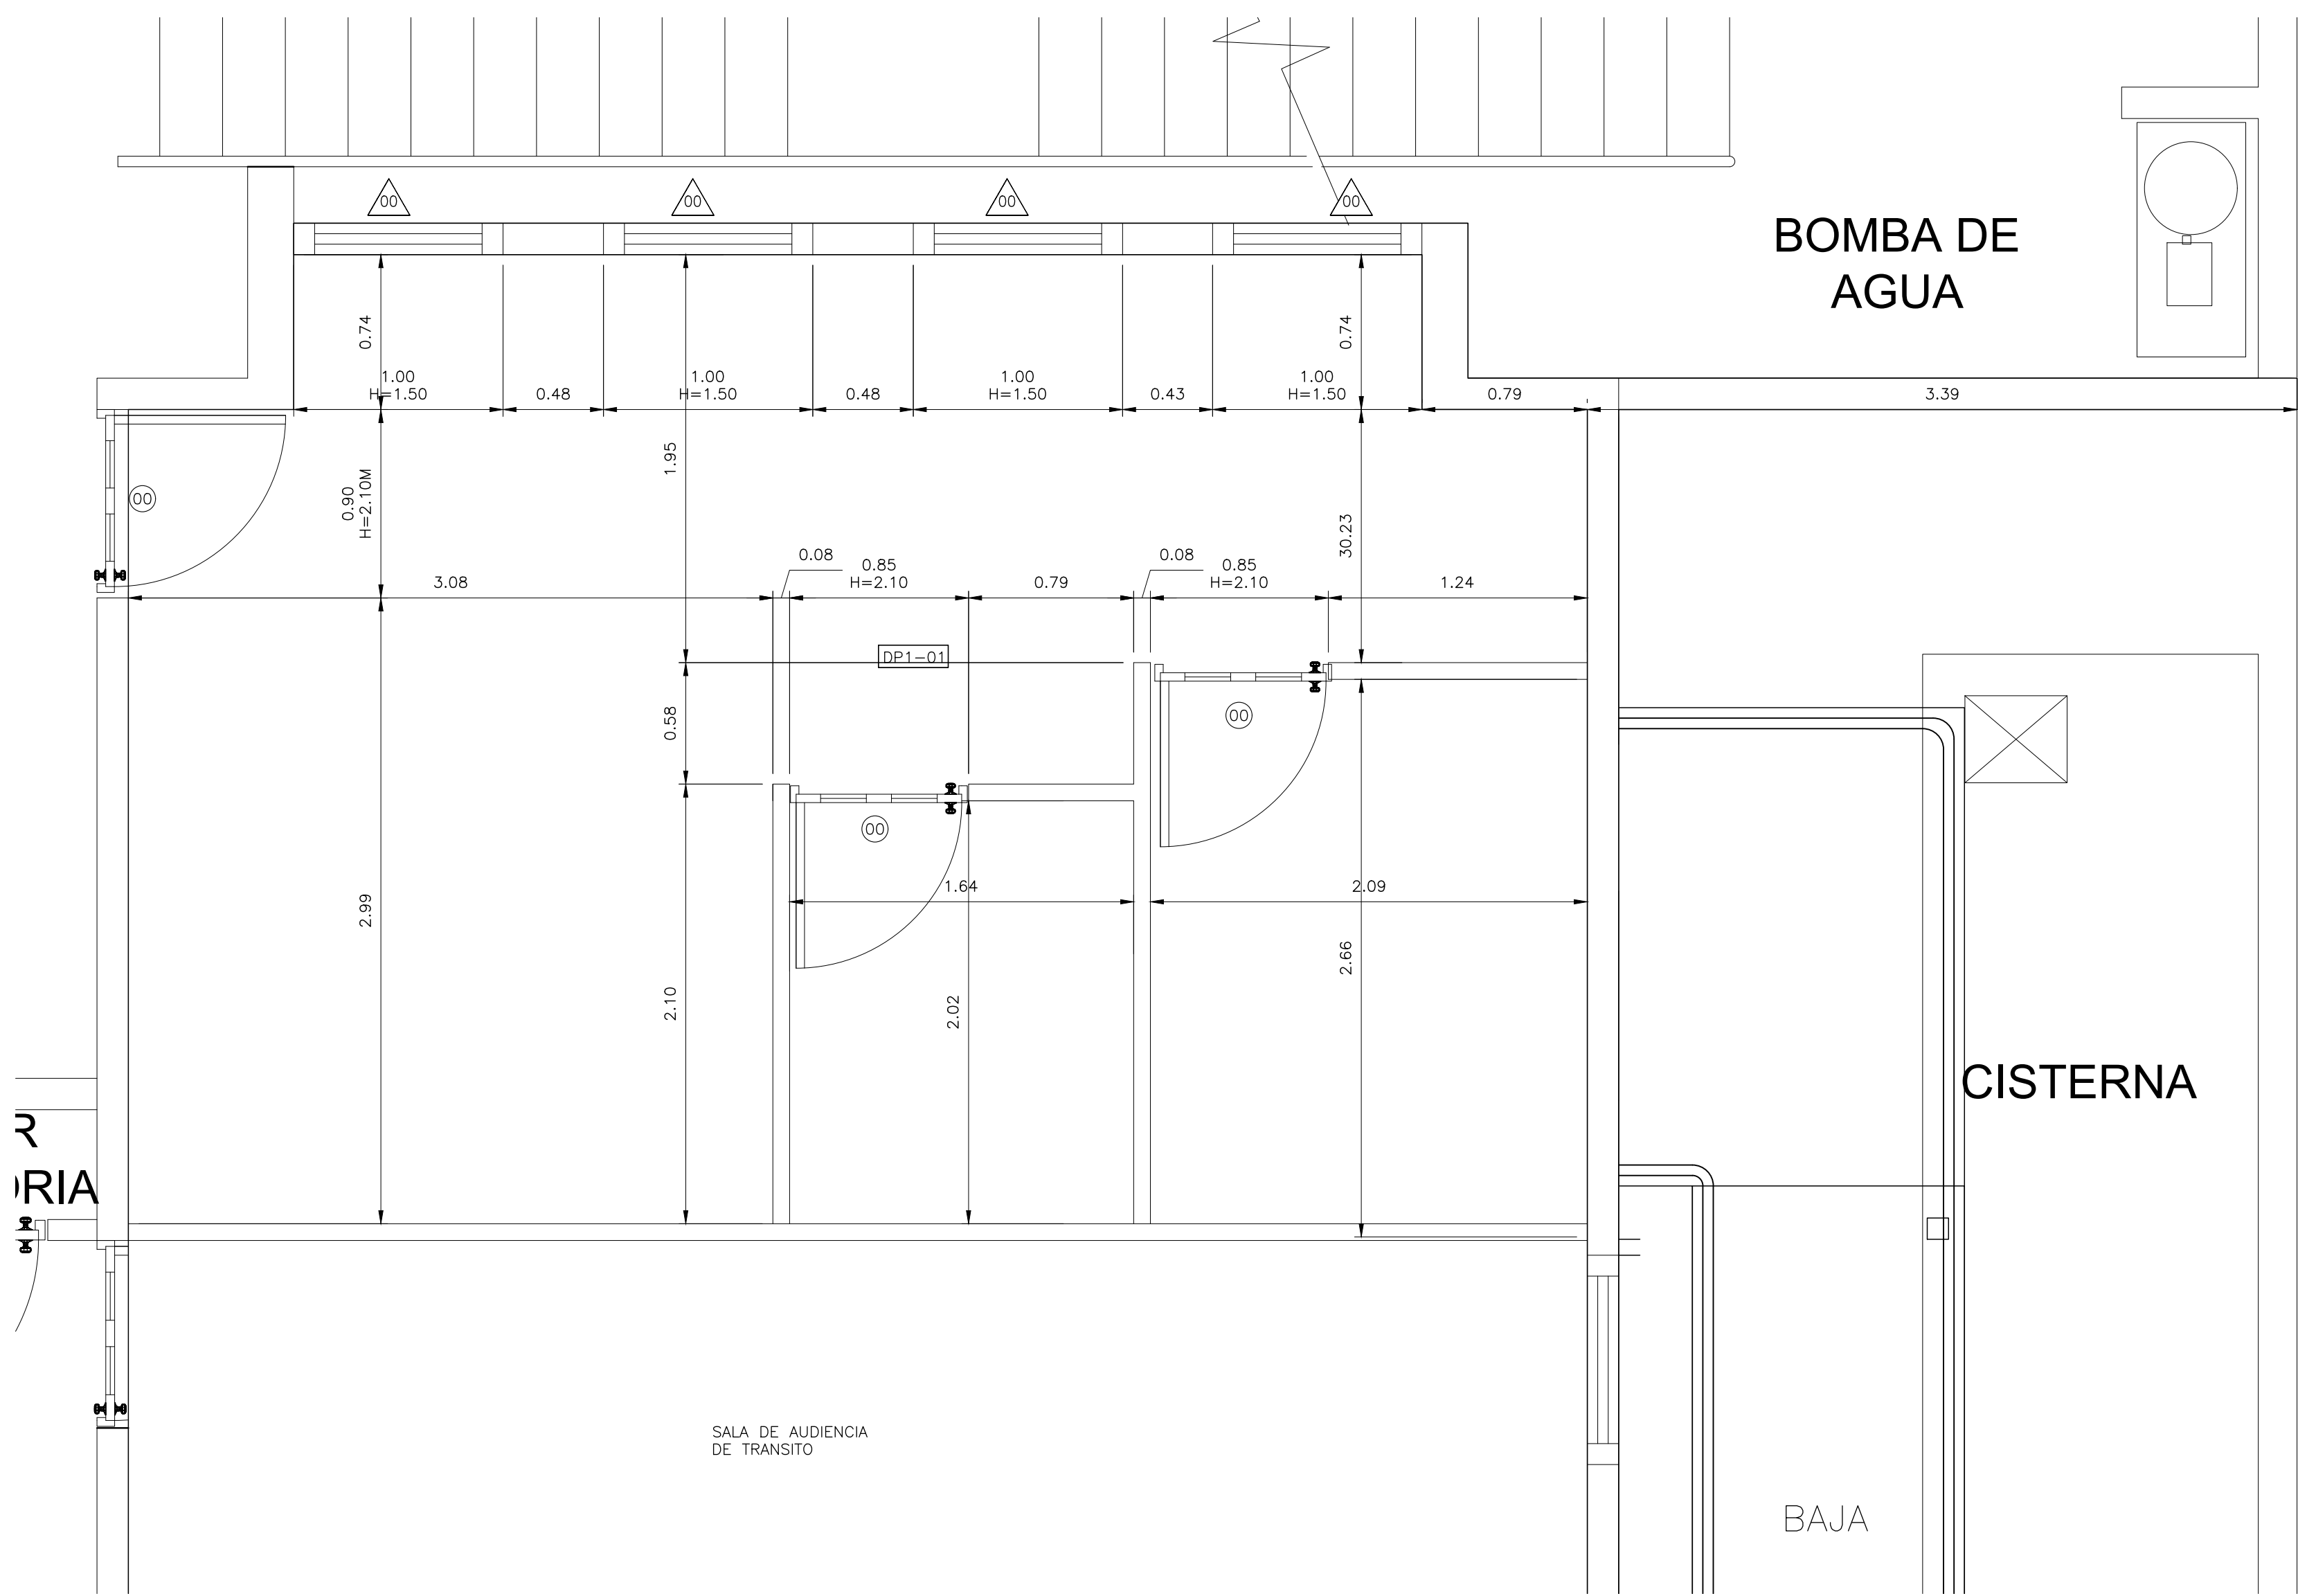 00
00
00
00
BOMBA DE
AGUA
0.74
0.74
1.00
H=1.50
0.48
1.00
H=1.50
0.48
1.00
H=1.50
0.43
1.00
H=1.50
0.79
3.39
1.95
0.90
H=2.10M
00
30.23
3.08
0.08
0.85
H=2.10
0.79
0.08
0.85
H=2.10
1.24
DP1-01
0.58
00
00
1.64
2.09
2.99
2.66
2.10
2.02
CISTERNA
R
ORIA
SALA DE AUDIENCIA
DE TRANSITO
BAJA